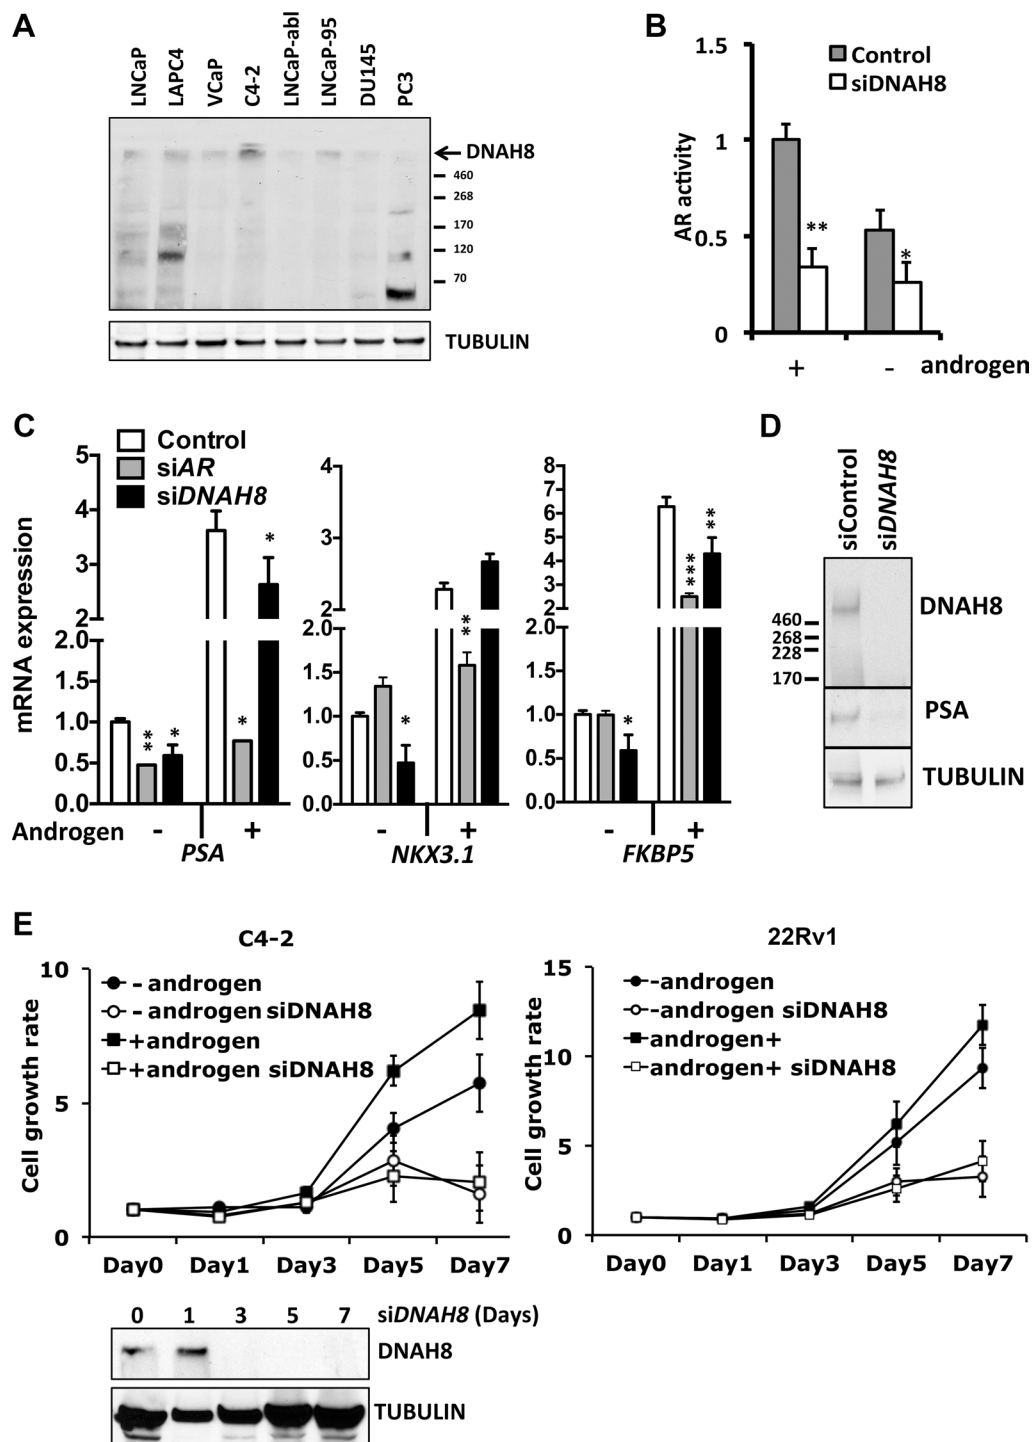 A
LNCaP
LAPC4
VCaP
C4-2
LNCaP-abl
LNCaP-95
DU145
PC3
DNAH8
460
268
170
120
70
TUBULIN
B
1.5
1
0.5
0
AR activity
Control
siDNAH8
**
*
+
-
androgen
C
Control
siAR
siDNAH8
mRNA expression
5
4
3
2
2.0
1.5
1.0
0.5
0.0
**
*
*
*
Androgen
-
+
PSA
4
3
2
2.0
1.5
1.0
0.5
0.0
*
**
-
+
NKX3.1
8
7
6
5
4
3
2
2.0
1.5
1.0
0.5
0.0
*
***
**
-
+
FKBP5
D
siControl
siDNAH8
DNAH8
460
268
228
170
PSA
TUBULIN
E
C4-2
Cell growth rate
10
5
0
- androgen
- androgen siDNAH8
+androgen
+androgen siDNAH8
Day0 Day1 Day3 Day5 Day7
22Rv1
Cell growth rate
15
10
5
0
-androgen
-androgen siDNAH8
androgen+
androgen+ siDNAH8
Day0 Day1 Day3 Day5 Day7
0 1 3 5 7 siDNAH8 (Days)
DNAH8
TUBULIN